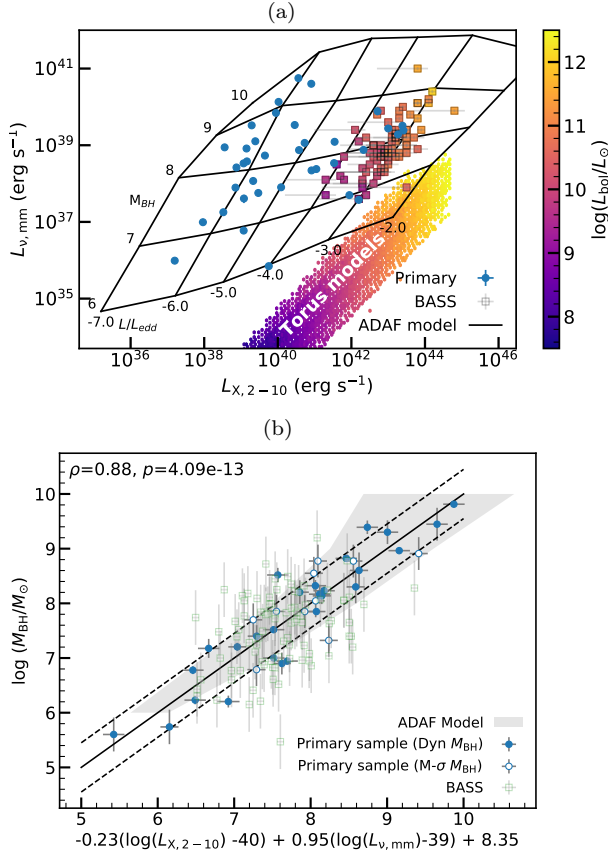 (a)
10^41
10^39
10^37
10^35
L_ν,mm (erg s^−1)
10
9
8
M_BH
7
6
-7.0
L/L_edd
-6.0
-5.0
-4.0
-3.0
-2.0
Torus models
Primary
BASS
ADAF model
10^36
10^38
10^40
10^42
10^44
10^46
L_X, 2−10 (erg s^−1)
12
11
10
9
8
log(L_bol/L_⊙)
(b)
ρ=0.88, p=4.09e-13
10
9
8
7
6
5
log (M_BH/M_⊙)
ADAF Model
Primary sample (Dyn M_BH)
Primary sample (M-σ M_BH)
BASS
5
6
7
8
9
10
-0.23(log(L_X, 2−10) -40) + 0.95(log(L_ν,mm)-39) + 8.35